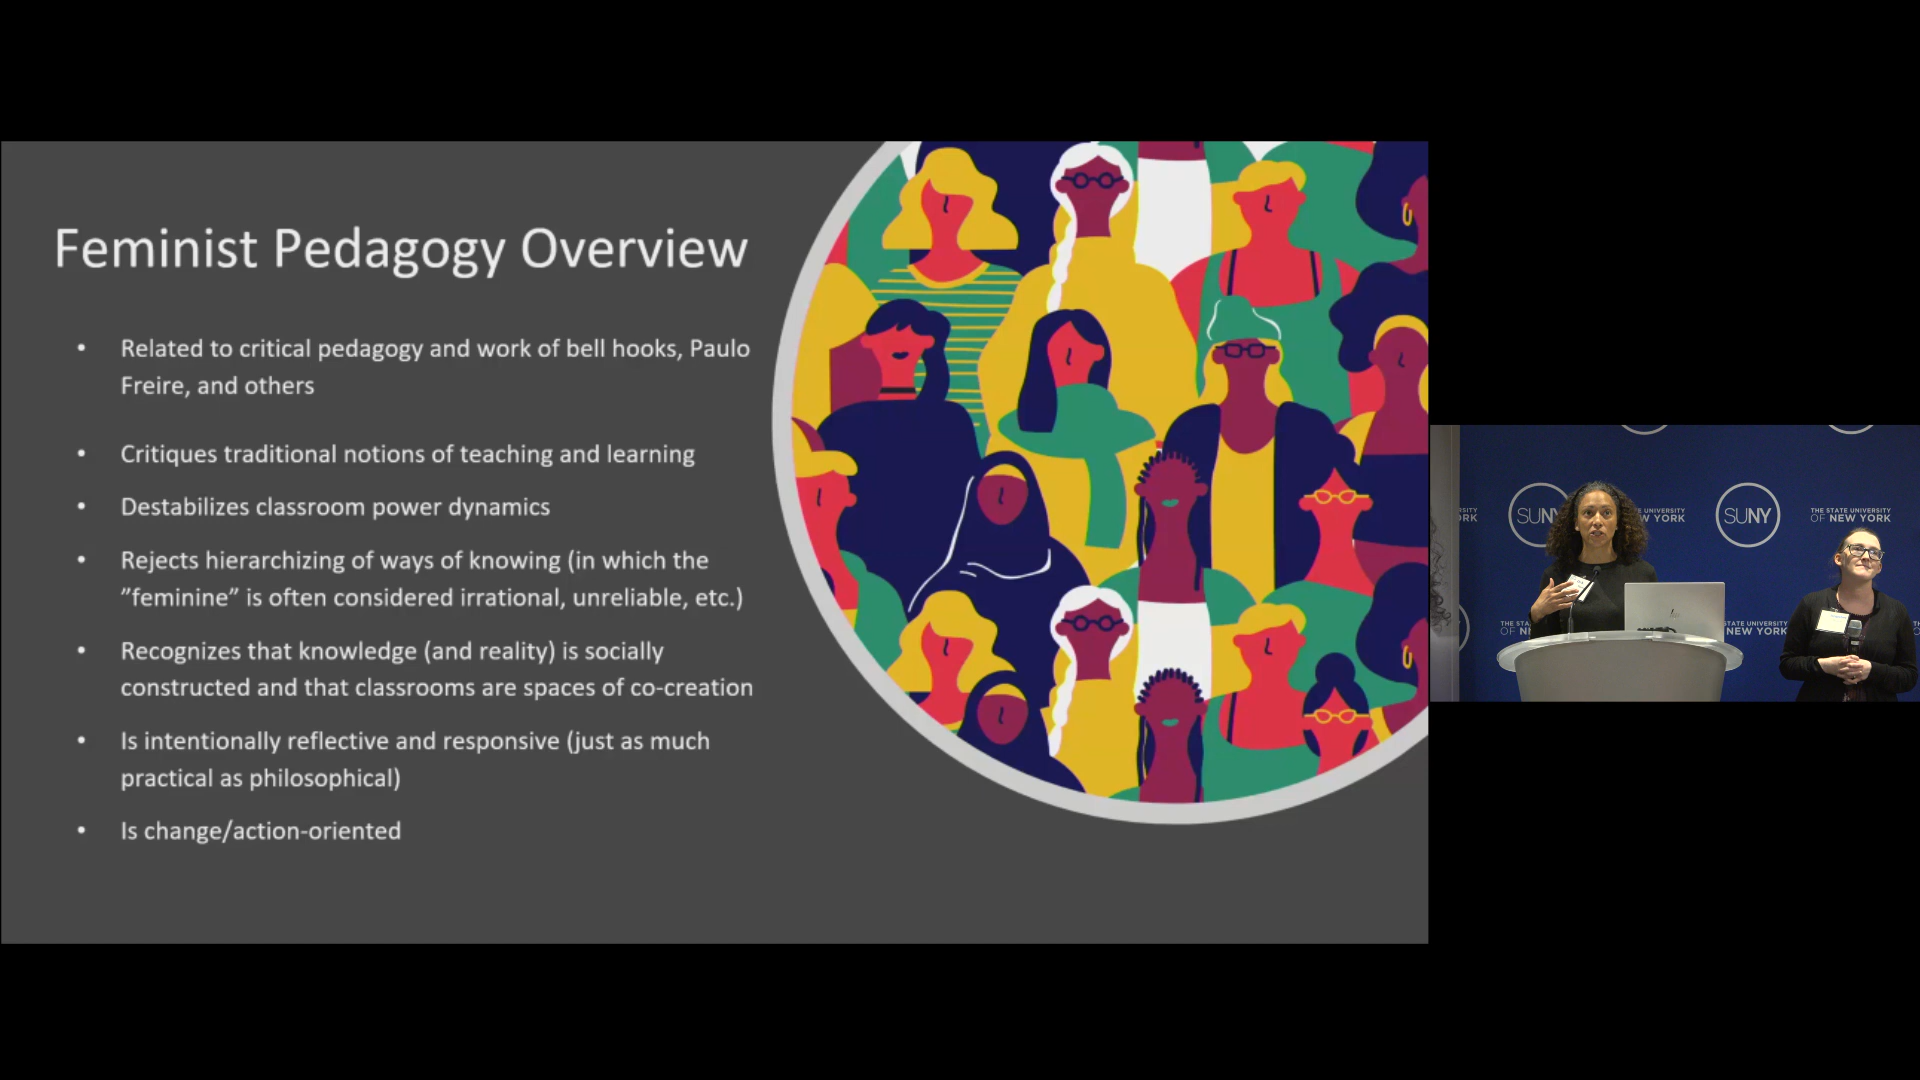 Feminist Pedagogy Overview
• Related to critical pedagogy and work of bell hooks, Paulo
Freire, and others
• Critiques traditional notions of teaching and learning
• Destabilizes classroom power dynamics
• Rejects hierarchizing of ways of knowing (in which the
”feminine” is often considered irrational, unreliable, etc.)
• Recognizes that knowledge (and reality) is socially
constructed and that classrooms are spaces of co-creation
• Is intentionally reflective and responsive (just as much
practical as philosophical)
• Is change/action-oriented
SUNY
THE STATE UNIVERSITY
OF NEW YORK